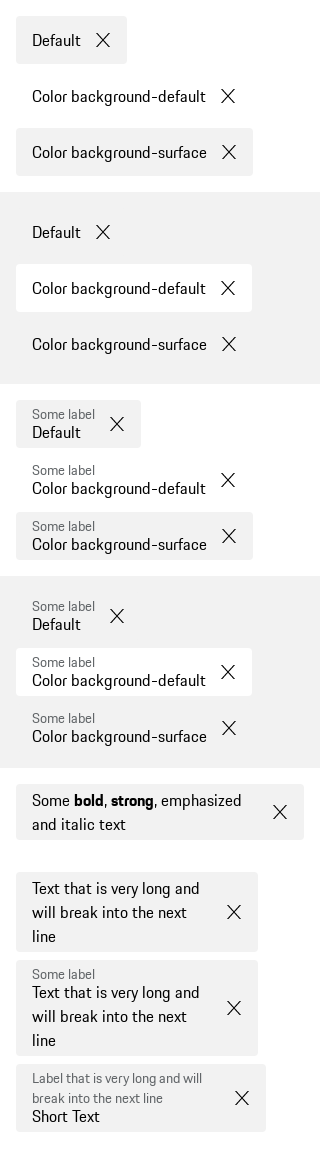 Default
Color background-default
Color background-surface
Default
Color background-default
Color background-surface
Some label
Default
Some label
Color background-default
Some label
Color background-surface
Some label
Default
Some label
Color background-default
Some label
Color background-surface
Some bold, strong, emphasized
and italic text
Text that is very long and
will break into the next
line
Some label
Text that is very long and
will break into the next
line
Label that is very long and will
break into the next line
Short Text